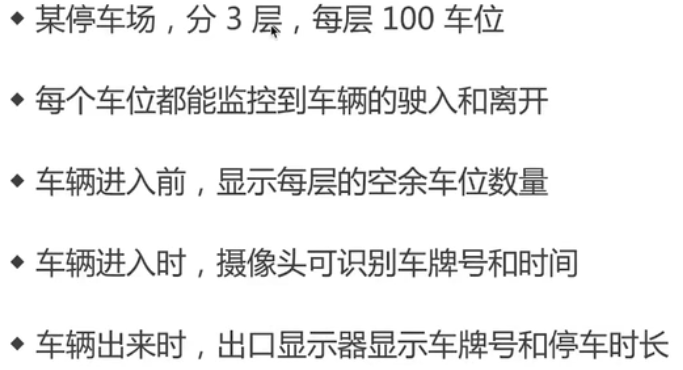 ◆ 某停车场，分 3 层，每层 100 车位
◆ 每个车位都能监控到车辆的驶入和离开
◆ 车辆进入前，显示每层的空余车位数量
◆ 车辆进入时，摄像头可识别车牌号和时间
◆ 车辆出来时，出口显示器显示车牌号和停车时长